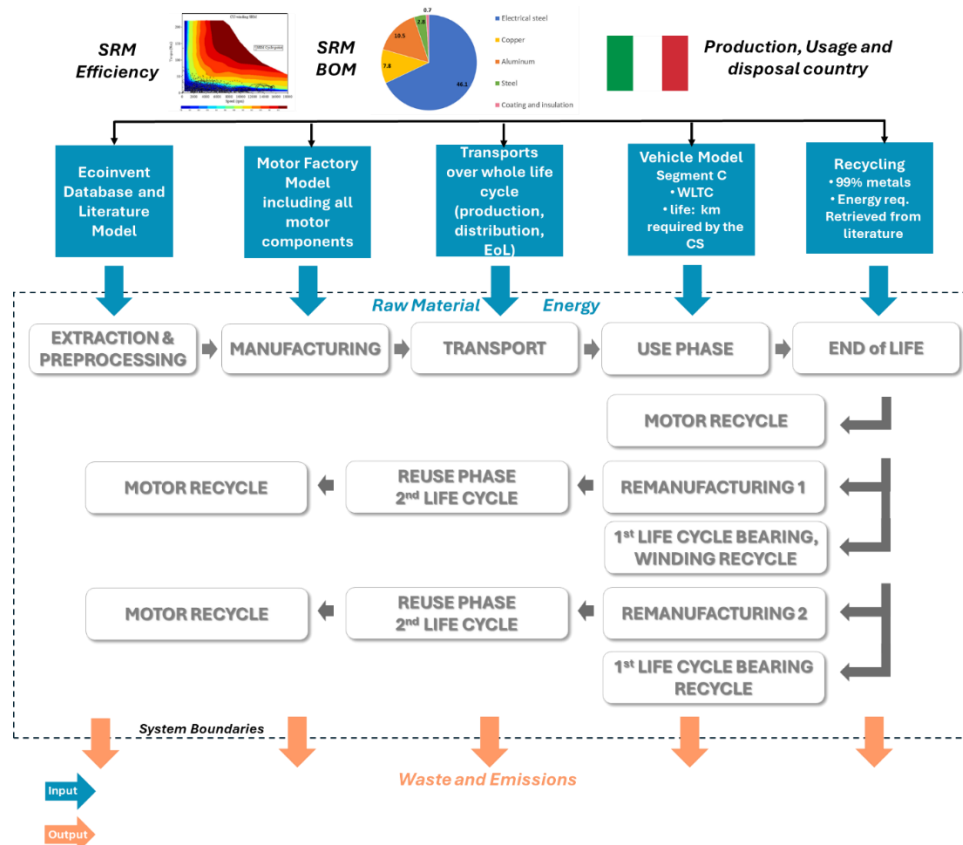 SRM
Efficiency
SRM
BOM
0.7
2.8
10.5
7.8
46.1
Electrical steel
Copper
Aluminum
Steel
Coating and insulation
Production, Usage and
disposal country
Ecoinvent
Database and
Literature
Model
Motor Factory
Model
including all
motor
components
Transports
over whole life
cycle
(production,
distribution,
EoL)
Vehicle Model
Segment C
• WLTC
• life: km
required by the
CS
Recycling
• 99% metals
• Energy req.
Retrieved from
literature
Raw Material
Energy
EXTRACTION &
PREPROCESSING
MANUFACTURING
TRANSPORT
USE PHASE
END of LIFE
MOTOR RECYCLE
MOTOR RECYCLE
REUSE PHASE
2nd LIFE CYCLE
REMANUFACTURING 1
1st LIFE CYCLE BEARING,
WINDING RECYCLE
MOTOR RECYCLE
REUSE PHASE
2nd LIFE CYCLE
REMANUFACTURING 2
1st LIFE CYCLE BEARING
RECYCLE
System Boundaries
Waste and Emissions
Input
Output